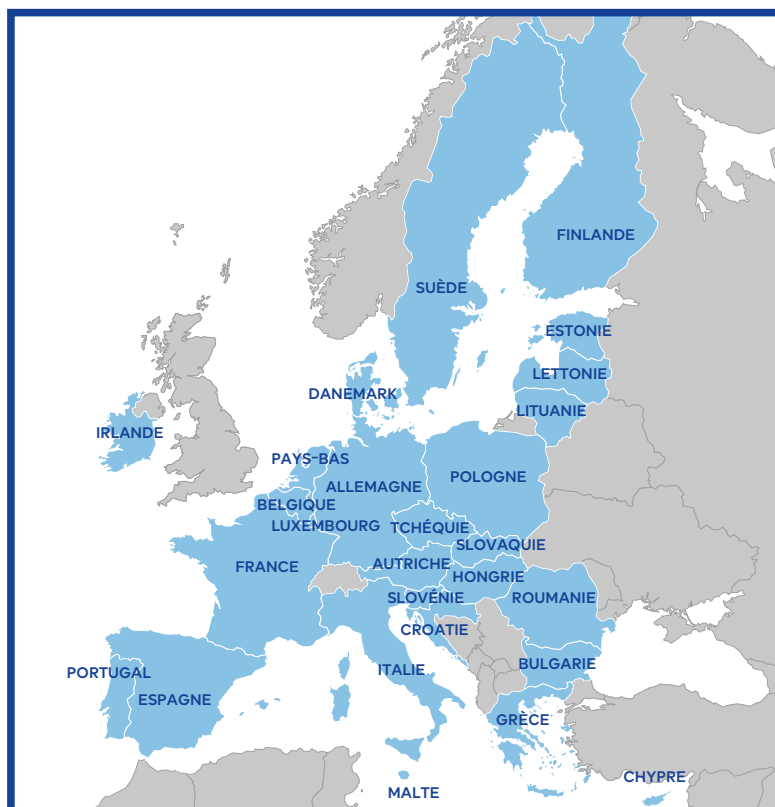 FINLANDE
SUÈDE
ESTONIE
LETTONIE
DANEMARK
LITUANIE
IRLANDE
PAYS-BAS
POLOGNE
ALLEMAGNE
BELGIQUE
LUXEMBOURG
TCHÉQUIE
SLOVAQUIE
FRANCE
AUTRICHE
HONGRIE
SLOVÉNIE
ROUMANIE
CROATIE
BULGARIE
ITALIE
PORTUGAL
ESPAGNE
GRÈCE
CHYPRE
MALTE